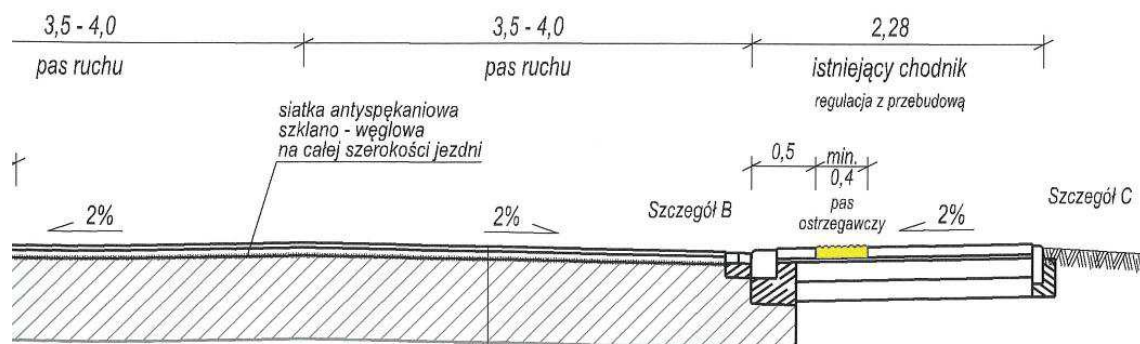 3,5 - 4,0
3,5 - 4,0
2,28
pas ruchu
pas ruchu
istniejący chodnik
regulacja z przebudową
siatka antyspękaniowa
szklano - węglowa
na całej szerokości jezdni
0,5
min.
0,4
pas
ostrzegawczy
Szczegół B
Szczegół C
2%
2%
2%